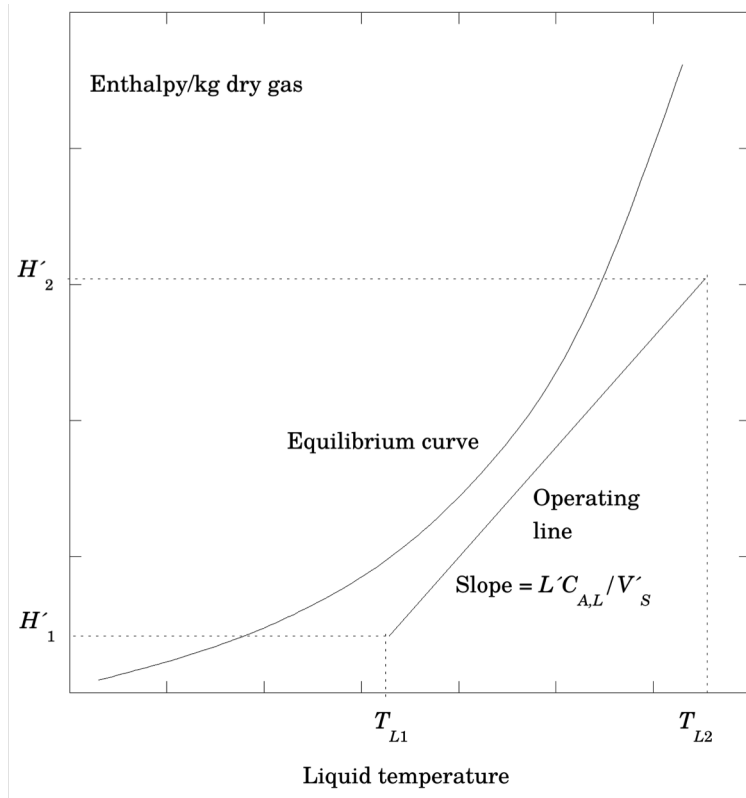 Enthalpy/kg dry gas
H′2
Equilibrium curve
Operating
line
Slope = L′CA,L/V′S
H′1
TL1
TL2
Liquid temperature